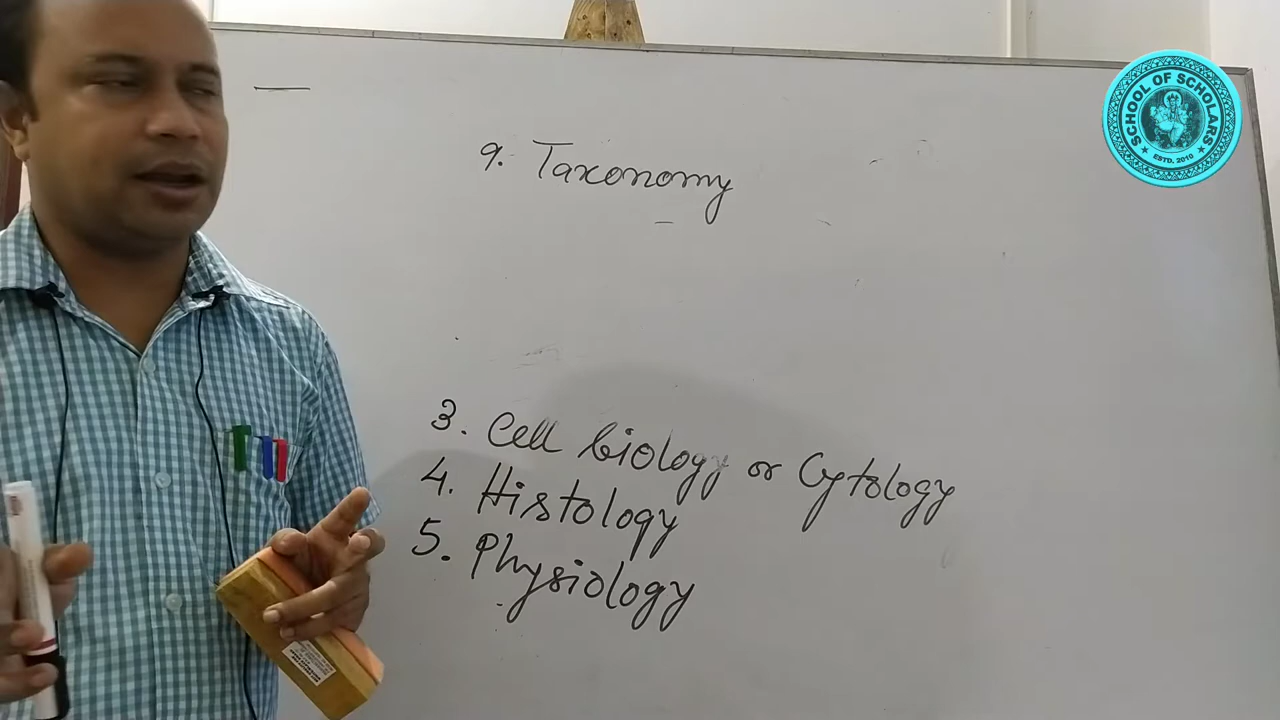 9. Taxonomy
3. Cell biology or Cytology
4. Histology
5. Physiology
SCHOOL OF SCHOLARS
ESTD. 2010